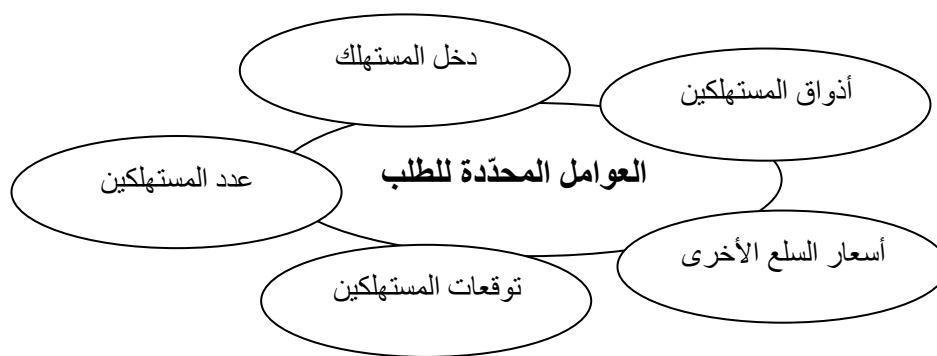 دخل المستهلك
أذواق المستهلكين
العوامل المحدّدة للطلب
عدد المستهلكين
أسعار السلع الأخرى
توقعات المستهلكين